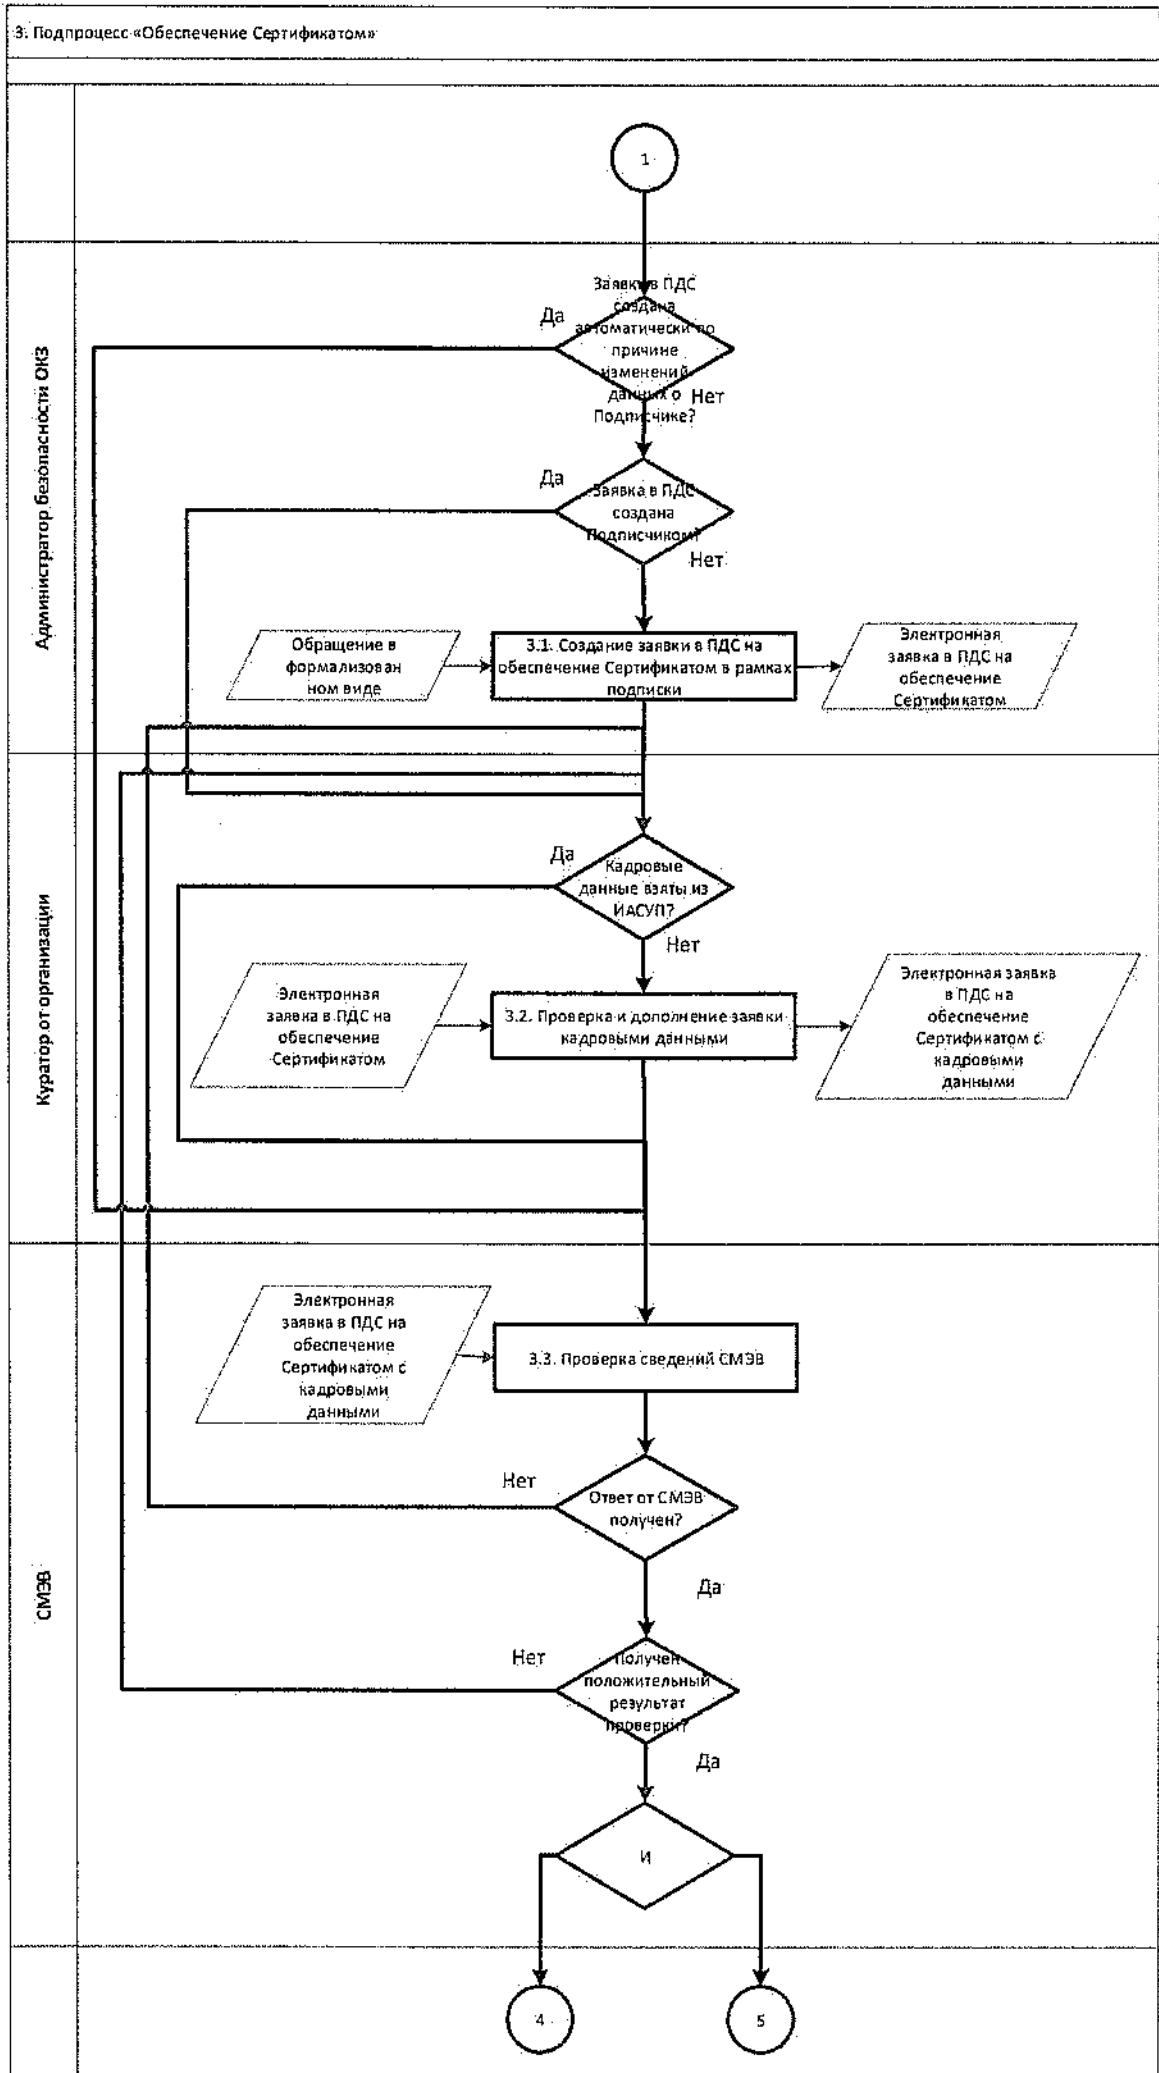 3. Подпроцесс «Обеспечение Сертификатом»
1
Администратор безопасности ОКЗ
Заявка в ПДС
создана
автоматически по
причине
изменений
данных о
Подписчике?
Да
Нет
Заявка в ПДС
создана
Подписчиком?
Да
Нет
Обращение в
формализован
ном виде
3.1. Создание заявки в ПДС на
обеспечение Сертификатом в рамках
подписки
Электронная
заявка в ПДС на
обеспечение
Сертификатом
Куратор от организации
Да
Кадровые
данные взяты из
ИАСУП?
Нет
Электронная
заявка в ПДС на
обеспечение
Сертификатом
3.2. Проверка и дополнение заявки
кадровыми данными
Электронная заявка
в ПДС на
обеспечение
Сертификатом с
кадровыми
данными
СМЭВ
Электронная
заявка в ПДС на
обеспечение
Сертификатом с
кадровыми
данными
3.3. Проверка сведений СМЭВ
Нет
Ответ от СМЭВ
получен?
Да
Нет
Получен
положительный
результат
проверки?
Да
И
4
5